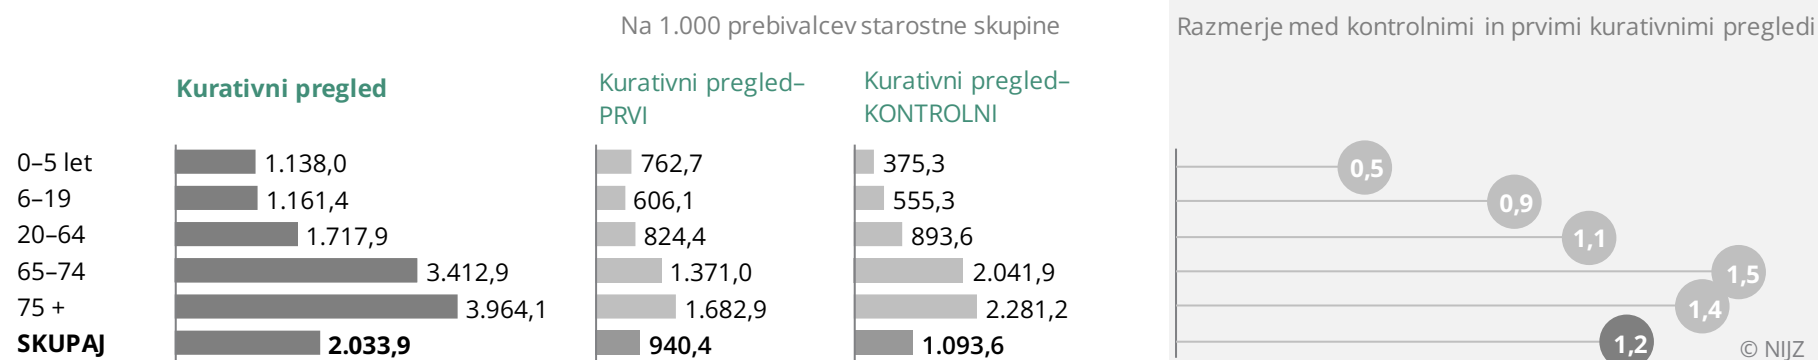 Na 1.000 prebivalcev starostne skupine
Razmerje med kontrolnimi in prvimi kurativnimi pregledi
Kurativni pregled
Kurativni pregled–
PRVI
Kurativni pregled–
KONTROLNI
0–5 let 1.138,0 762,7 375,3 0,5
6–19 1.161,4 606,1 555,3 0,9
20–64 1.717,9 824,4 893,6 1,1
65–74 3.412,9 1.371,0 2.041,9 1,5
75 + 3.964,1 1.682,9 2.281,2 1,4
SKUPAJ 2.033,9 940,4 1.093,6 1,2
© NIJZ